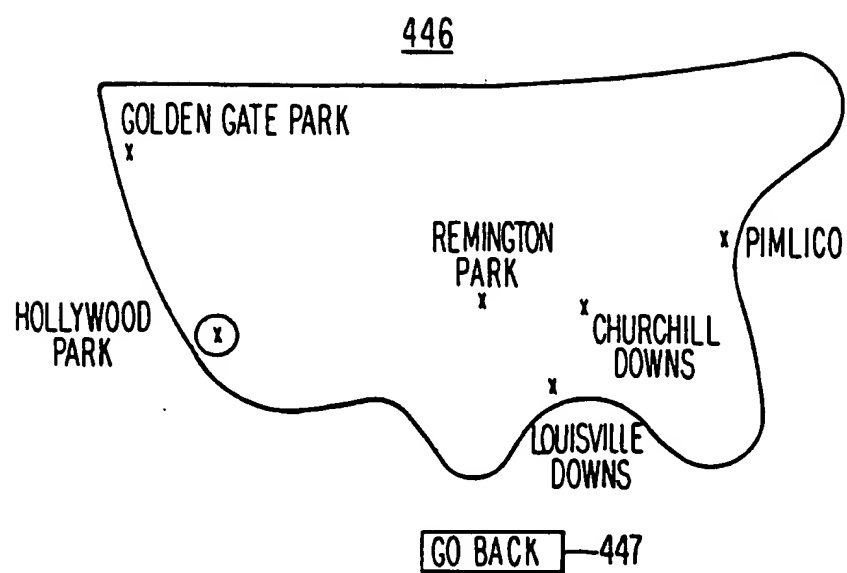 446
GOLDEN GATE PARK
x
REMINGTON
PARK
x
x PIMLICO
HOLLYWOOD
PARK
x
x
CHURCHILL
DOWNS
x
LOUISVILLE
DOWNS
GO BACK 447